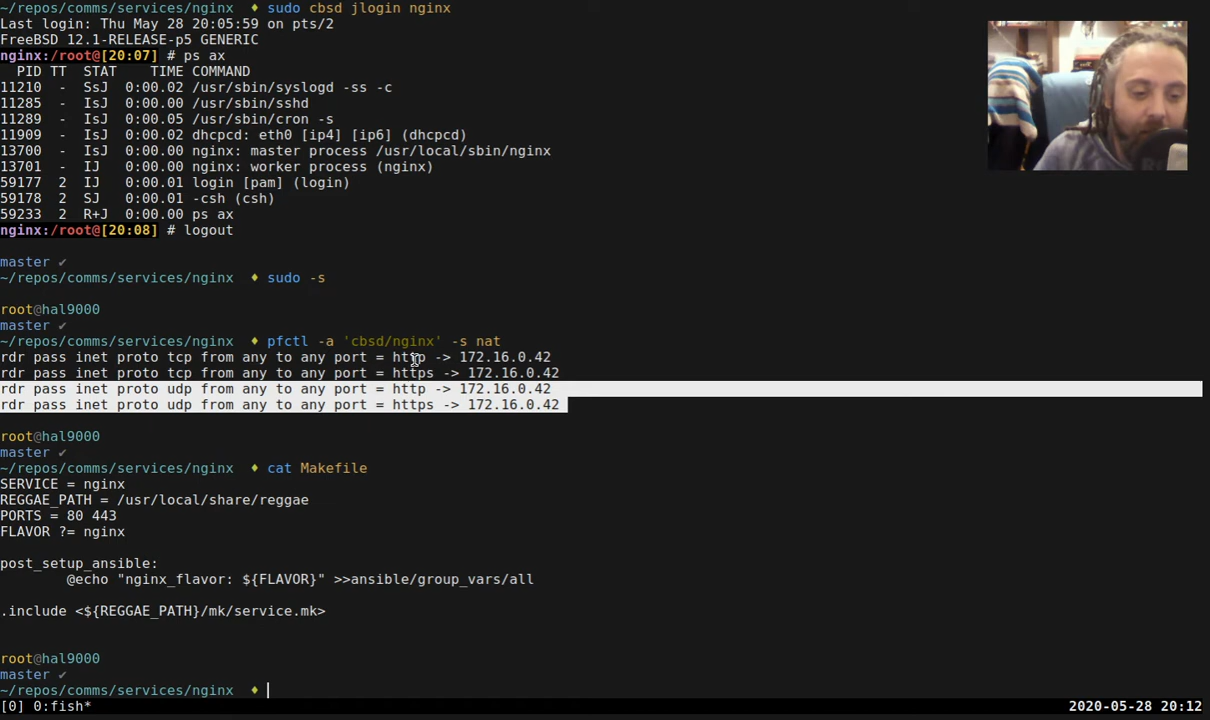 ~/repos/comms/services/nginx ♦ sudo cbsd jlogin nginx
Last login: Thu May 28 20:05:59 on pts/2
FreeBSD 12.1-RELEASE-p5 GENERIC
nginx:/root@[20:07] # ps ax
  PID TT  STAT    TIME COMMAND
11210  -  SsJ  0:00.02 /usr/sbin/syslogd -ss -c
11285  -  IsJ  0:00.00 /usr/sbin/sshd
11289  -  IsJ  0:00.05 /usr/sbin/cron -s
11909  -  IsJ  0:00.02 dhcpcd: eth0 [ip4] [ip6] (dhcpcd)
13700  -  IsJ  0:00.00 nginx: master process /usr/local/sbin/nginx
13701  -  IJ   0:00.00 nginx: worker process (nginx)
59177  2  IJ   0:00.01 login [pam] (login)
59178  2  SJ   0:00.01 -csh (csh)
59233  2  R+J  0:00.00 ps ax
nginx:/root@[20:08] # logout
master ✔
~/repos/comms/services/nginx ♦ sudo -s
root@hal9000
master ✔
~/repos/comms/services/nginx ♦ pfctl -a 'cbsd/nginx' -s nat
rdr pass inet proto tcp from any to any port = http -> 172.16.0.42
rdr pass inet proto tcp from any to any port = https -> 172.16.0.42
rdr pass inet proto udp from any to any port = http -> 172.16.0.42
rdr pass inet proto udp from any to any port = https -> 172.16.0.42
root@hal9000
master ✔
~/repos/comms/services/nginx ♦ cat Makefile
SERVICE = nginx
REGGAE_PATH = /usr/local/share/reggae
PORTS = 80 443
FLAVOR ?= nginx
post_setup_ansible:
        @echo "nginx_flavor: ${FLAVOR}" >>ansible/group_vars/all
.include <${REGGAE_PATH}/mk/service.mk>
root@hal9000
master ✔
~/repos/comms/services/nginx ♦
[0] 0:fish* 2020-05-28 20:12